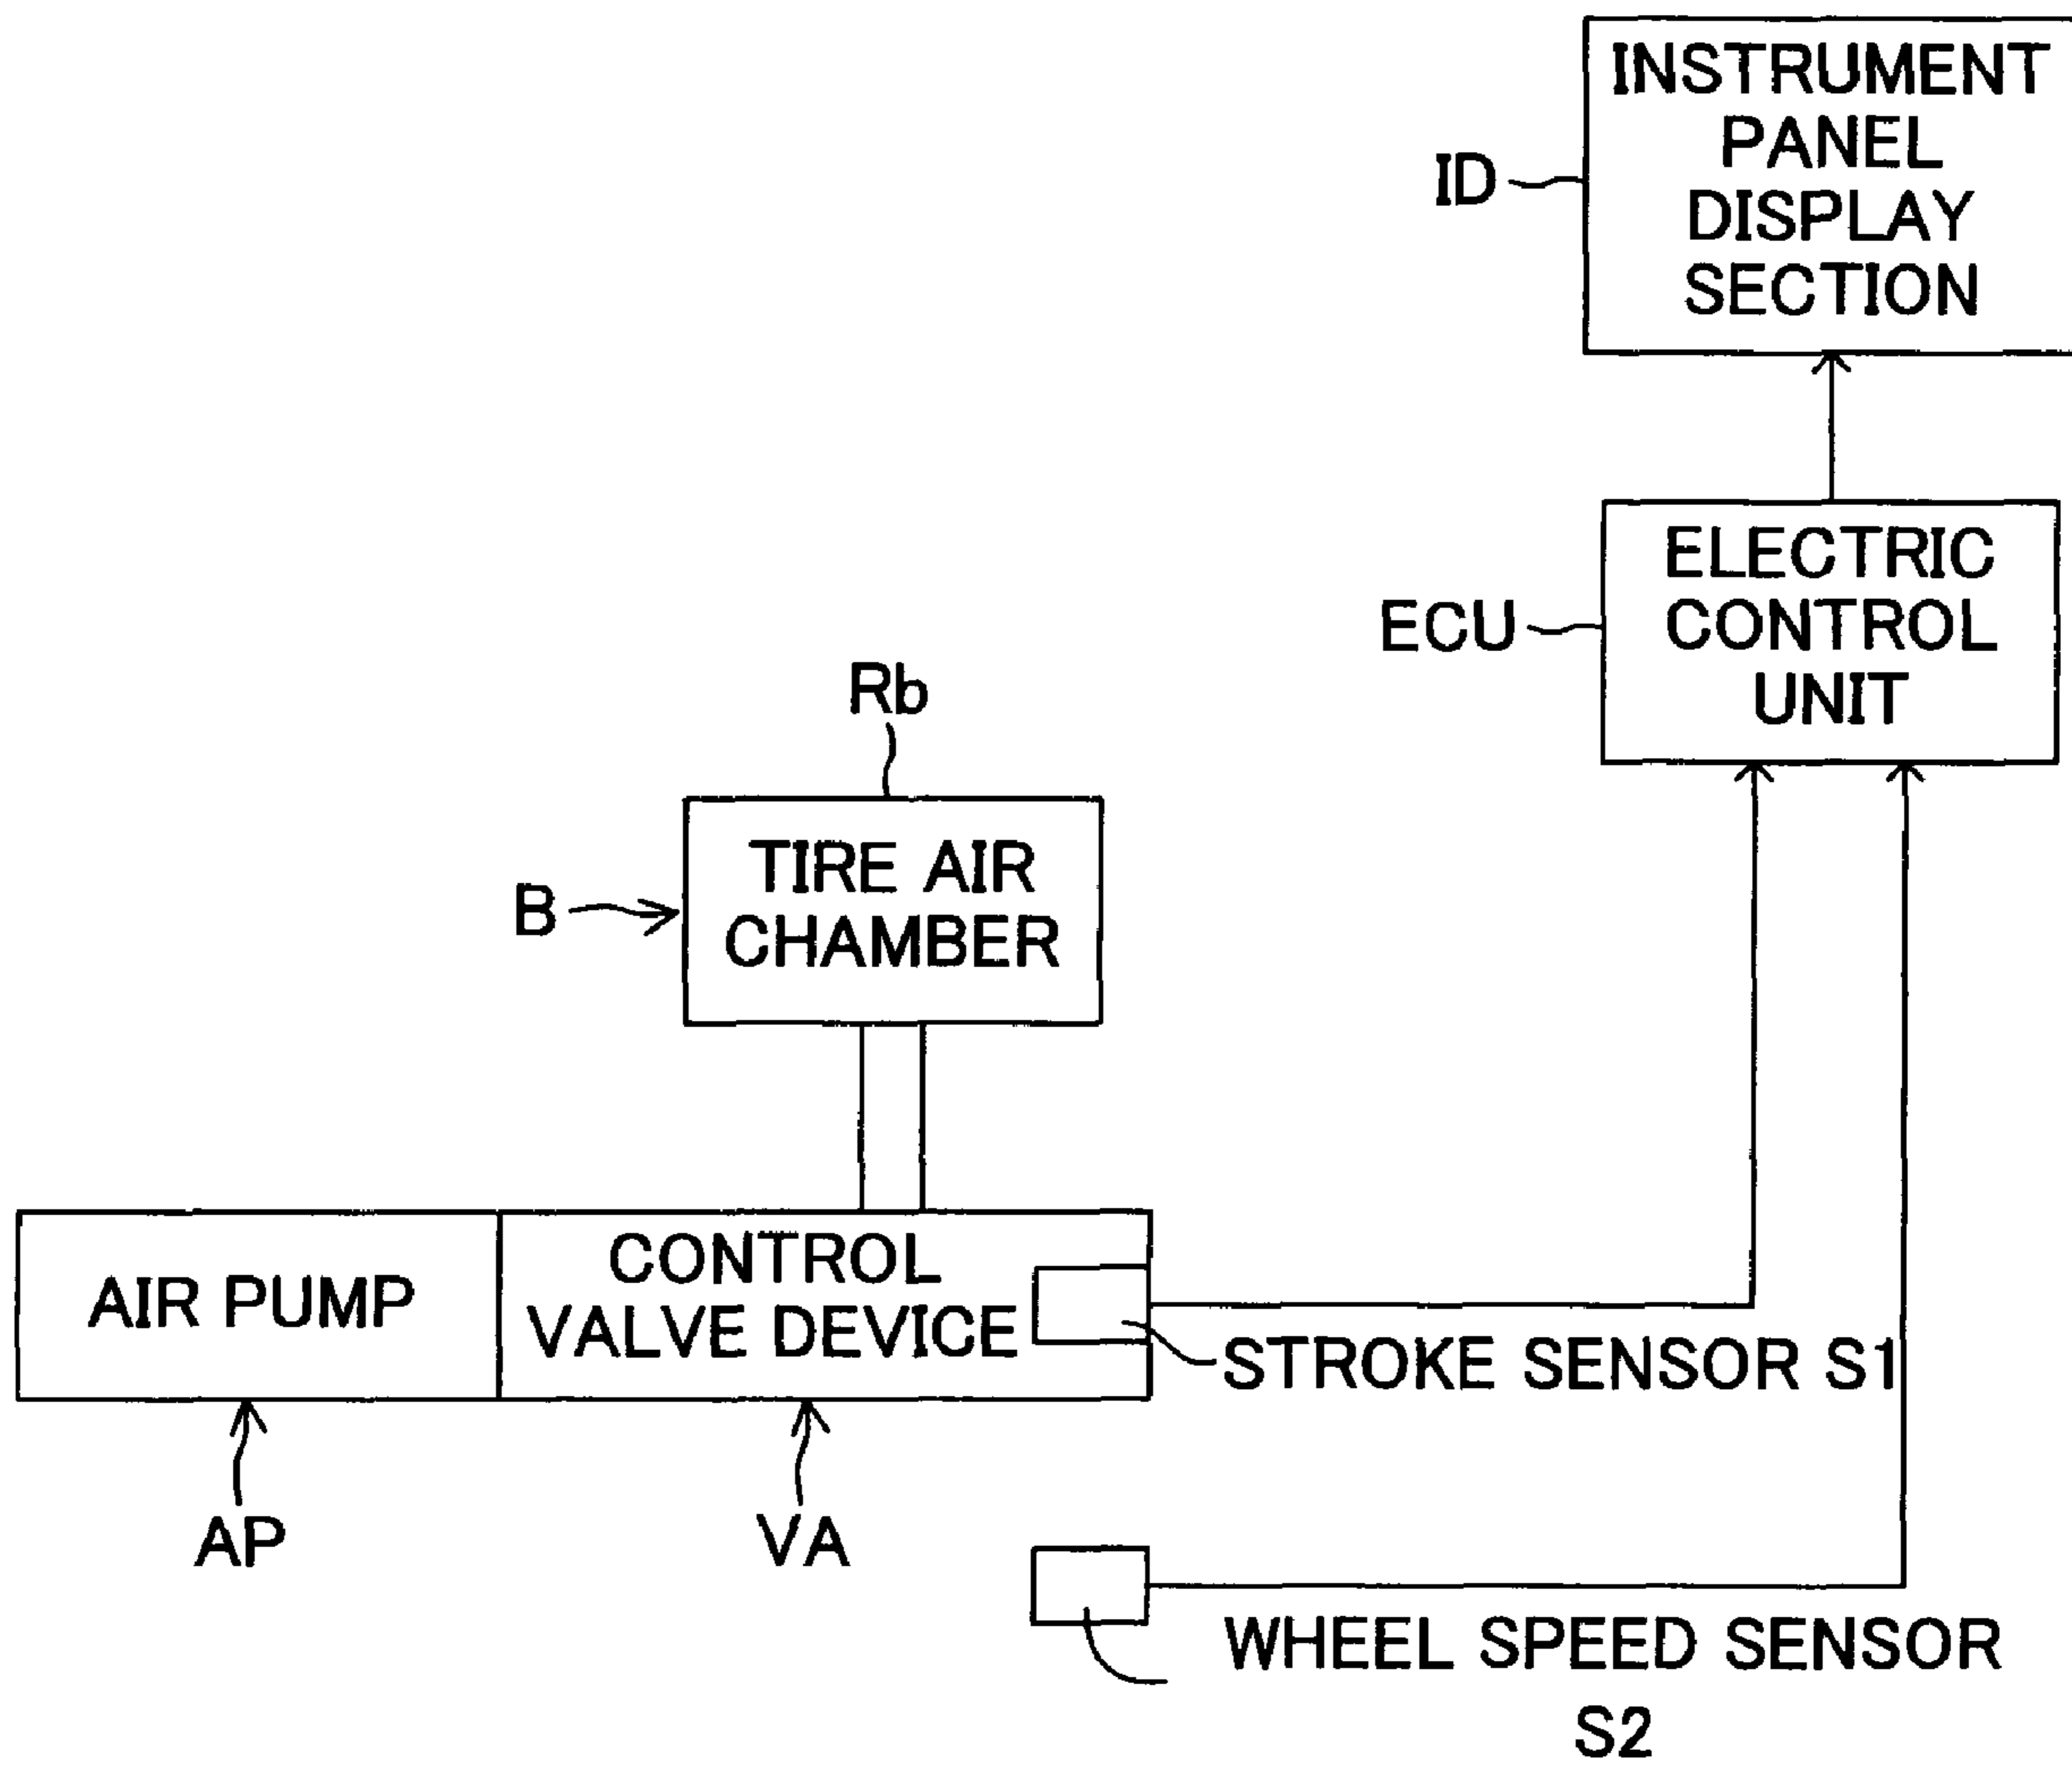 INSTRUMENT
PANEL
DISPLAY
SECTION
ID
ELECTRIC
CONTROL
UNIT
ECU
Rb
TIRE AIR
CHAMBER
B
AIR PUMP
CONTROL
VALVE DEVICE
STROKE SENSOR S1
AP
VA
WHEEL SPEED SENSOR
S2